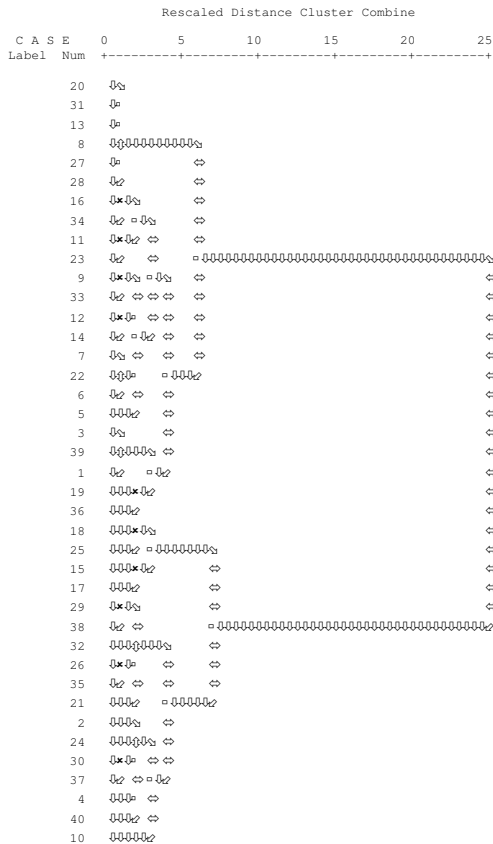 Rescaled Distance Cluster Combine
C A S E 0 5 10 15 20 25
Label Num +---------+---------+---------+---------+---------+
20 ⇩⇘
31 ⇩▫
13 ⇩▫
8 ⇩⇧⇩⇩⇩⇩⇩⇩⇩⇩⇩⇘
27 ⇩▫ ⇔
28 ⇩⇙ ⇔
16 ⇩×⇩⇘ ⇔
34 ⇩⇙ ▫⇩⇘ ⇔
11 ⇩×⇩⇙ ⇔ ⇔
23 ⇩⇙ ⇔ ▫⇩⇩⇩⇩⇩⇩⇩⇩⇩⇩⇩⇩⇩⇩⇩⇩⇩⇩⇩⇩⇩⇩⇩⇩⇩⇩⇩⇩⇩⇩⇩⇩⇩⇩⇩⇩⇩⇘
9 ⇩×⇩⇘ ▫⇩⇘ ⇔ ⇔
33 ⇩⇙ ⇔ ⇔ ⇔ ⇔ ⇔
12 ⇩×⇩▫ ⇔ ⇔ ⇔ ⇔
14 ⇩⇙ ▫⇩⇙ ⇔ ⇔ ⇔
7 ⇩⇘ ⇔ ⇔ ⇔ ⇔
22 ⇩⇧⇩▫ ▫⇩⇩⇩⇙ ⇔
6 ⇩⇙ ⇔ ⇔ ⇔
5 ⇩⇩⇩⇙ ⇔ ⇔
3 ⇩⇘ ⇔ ⇔
39 ⇩⇧⇩⇩⇩⇘ ⇔ ⇔
1 ⇩⇙ ▫⇩⇙ ⇔
19 ⇩⇩⇩×⇩⇙ ⇔
36 ⇩⇩⇩⇙ ⇔
18 ⇩⇩⇩×⇩⇘ ⇔
25 ⇩⇩⇩⇙ ▫⇩⇩⇩⇩⇩⇩⇩⇘ ⇔
15 ⇩⇩⇩×⇩⇙ ⇔ ⇔
17 ⇩⇩⇩⇙ ⇔ ⇔
29 ⇩×⇩⇘ ⇔ ⇔
38 ⇩⇙ ⇔ ▫⇩⇩⇩⇩⇩⇩⇩⇩⇩⇩⇩⇩⇩⇩⇩⇩⇩⇩⇩⇩⇩⇩⇩⇩⇩⇩⇩⇩⇩⇩⇩⇩⇩⇩⇩⇙
32 ⇩⇩⇩⇧⇩⇩⇩⇘ ⇔
26 ⇩×⇩▫ ⇔ ⇔
35 ⇩⇙ ⇔ ⇔ ⇔
21 ⇩⇩⇩⇙ ▫⇩⇩⇩⇩⇩⇙
2 ⇩⇩⇩⇘ ⇔
24 ⇩⇩⇩⇧⇩⇘ ⇔
30 ⇩×⇩▫ ⇔ ⇔
37 ⇩⇙ ⇔ ▫⇩⇙
4 ⇩⇩⇩▫ ⇔
40 ⇩⇩⇩⇙ ⇔
10 ⇩⇩⇩⇩⇩⇙